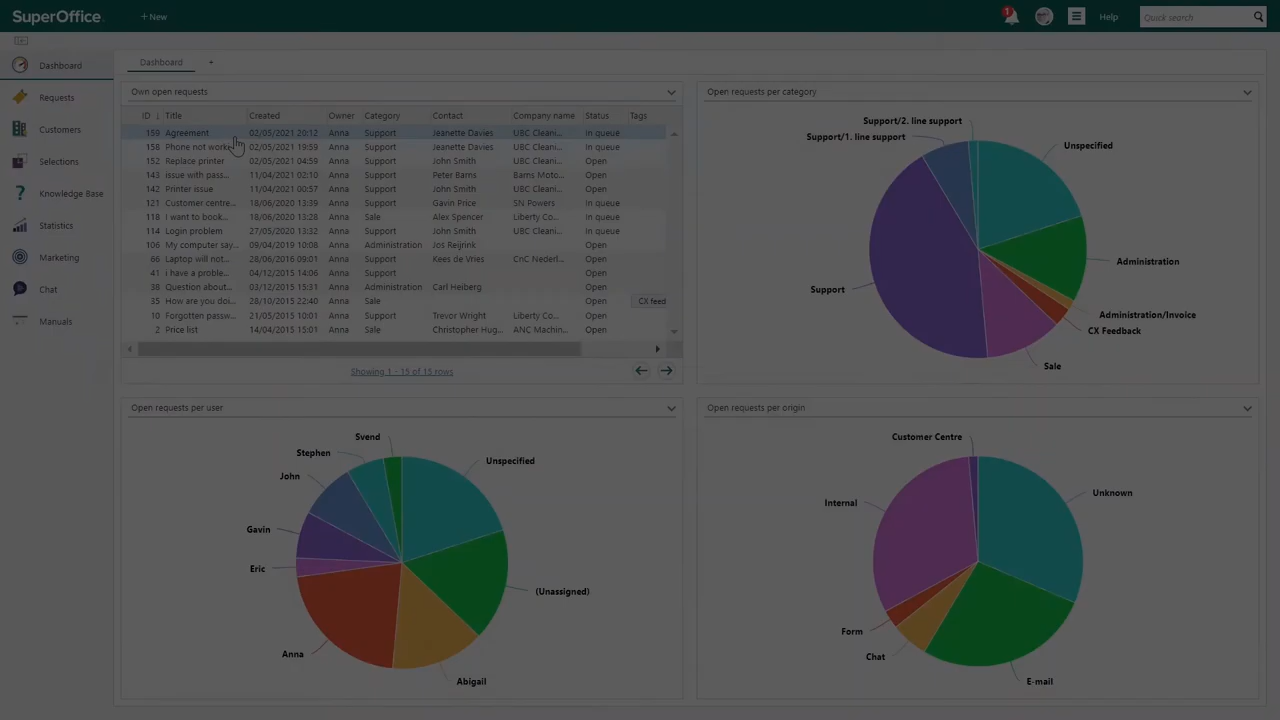 SuperOffice
+ New
1
Help
Quick search
Dashboard
Requests
Customers
Selections
Knowledge Base
Statistics
Marketing
Chat
Manuals
Dashboard +
Own open requests
ID ↓ Title Created Owner Category Contact Company name Status Tags
159 Agreement 02/05/2021 20:12 Anna Support Jeanette Davies UBC Cleani... In queue
158 Phone not work 02/05/2021 19:59 Anna Support Jeanette Davies UBC Cleani... In queue
152 Replace printer 02/05/2021 04:59 Anna Support John Smith UBC Cleani... Open
143 issue with pass... 11/04/2021 02:10 Anna Support Peter Barns Barns Moto... Open
142 Printer issue 11/04/2021 00:57 Anna Support John Smith UBC Cleani... Open
121 Customer centre... 18/06/2020 13:39 Anna Support Gavin Price SN Powers In queue
118 I want to book... 18/06/2020 13:28 Anna Sale Alex Spencer Liberty Co... In queue
114 Login problem 27/05/2020 13:32 Anna Support John Smith UBC Cleani... In queue
106 My computer say... 09/04/2019 10:08 Anna Administration Jos Reijrink Open
66 Laptop will not... 28/06/2016 09:01 Anna Support Kees de Vries CnC Nederl... Open
41 i have a proble... 04/12/2015 14:06 Anna Support Open
38 Question about... 03/12/2015 15:31 Anna Administration Carl Heiberg Open
35 How are you doi... 28/10/2015 22:40 Anna Sale Open CX feed
10 Forgotten passw... 21/05/2015 10:01 Anna Support Trevor Wright Liberty Co... Open
2 Price list 14/04/2015 15:01 Anna Sale Christopher Hug... ANC Machin... Open
Showing 1 - 15 of 15 rows
Open requests per category
Support/2. line support
Support/1. line support
Unspecified
Administration
Support
Administration/Invoice
CX Feedback
Sale
Open requests per user
Svend
Stephen
Unspecified
John
Gavin
Eric
(Unassigned)
Anna
Abigail
Open requests per origin
Customer Centre
Unknown
Internal
Form
Chat
E-mail